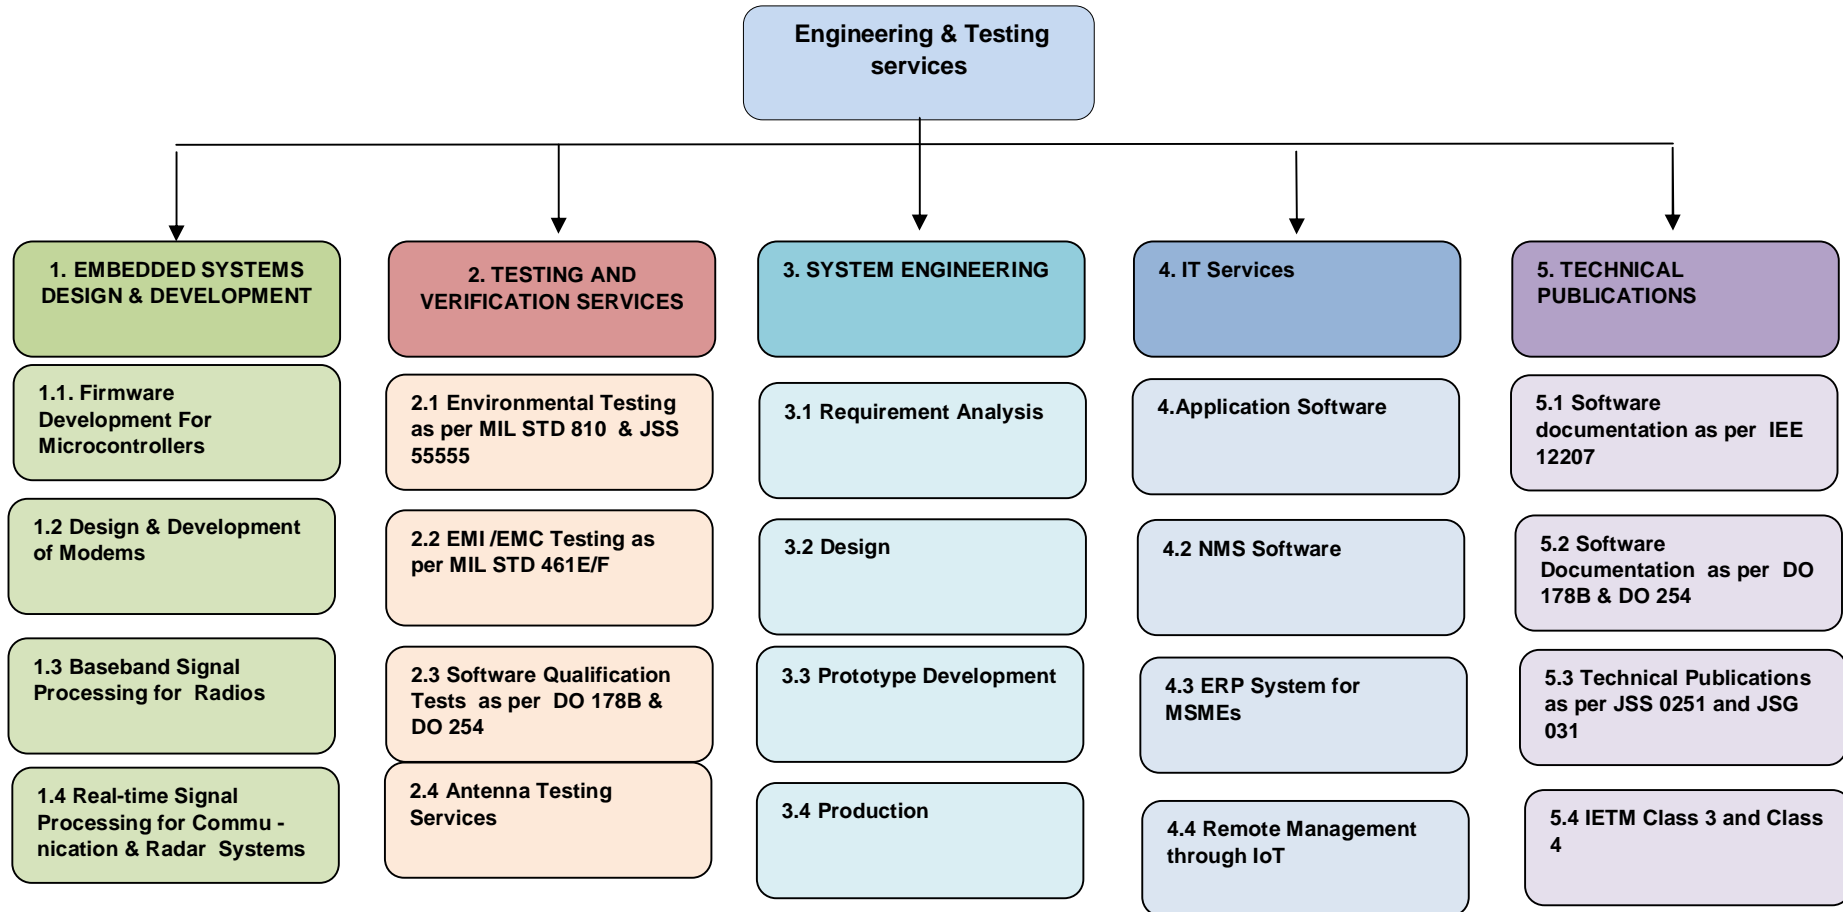 Engineering & Testing
services
1. EMBEDDED SYSTEMS
DESIGN & DEVELOPMENT
1.1. Firmware
Development For
Microcontrollers
1.2 Design & Development
of Modems
1.3 Baseband Signal
Processing for Radios
1.4 Real-time Signal
Processing for Commu -
nication & Radar Systems
2. TESTING AND
VERIFICATION SERVICES
2.1 Environmental Testing
as per MIL STD 810 & JSS
55555
2.2 EMI /EMC Testing as
per MIL STD 461E/F
2.3 Software Qualification
Tests as per DO 178B &
DO 254
2.4 Antenna Testing
Services
3. SYSTEM ENGINEERING
3.1 Requirement Analysis
3.2 Design
3.3 Prototype Development
3.4 Production
4. IT Services
4.Application Software
4.2 NMS Software
4.3 ERP System for
MSMEs
4.4 Remote Management
through IoT
5. TECHNICAL
PUBLICATIONS
5.1 Software
documentation as per IEE
12207
5.2 Software
Documentation as per DO
178B & DO 254
5.3 Technical Publications
as per JSS 0251 and JSG
031
5.4 IETM Class 3 and Class
4